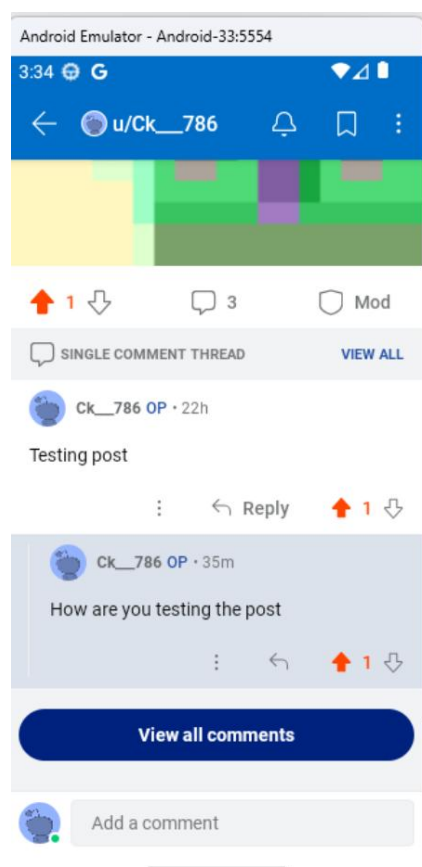 Android Emulator - Android-33:5554
3:34 G
u/Ck__786
1 3 Mod
SINGLE COMMENT THREAD VIEW ALL
Ck__786 OP • 22h
Testing post
Reply 1
Ck__786 OP • 35m
How are you testing the post
1
View all comments
Add a comment